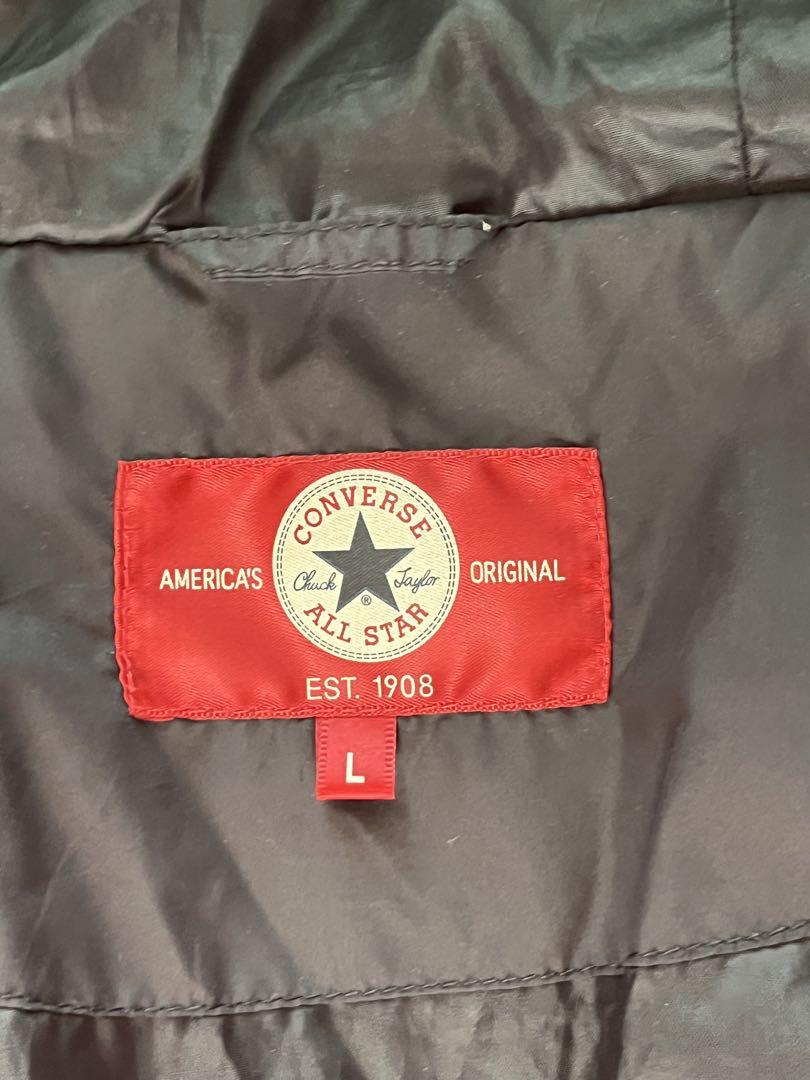 CONVERSE
AMERICA'S Chuck Taylor ORIGINAL
®
ALL STAR
EST. 1908
L